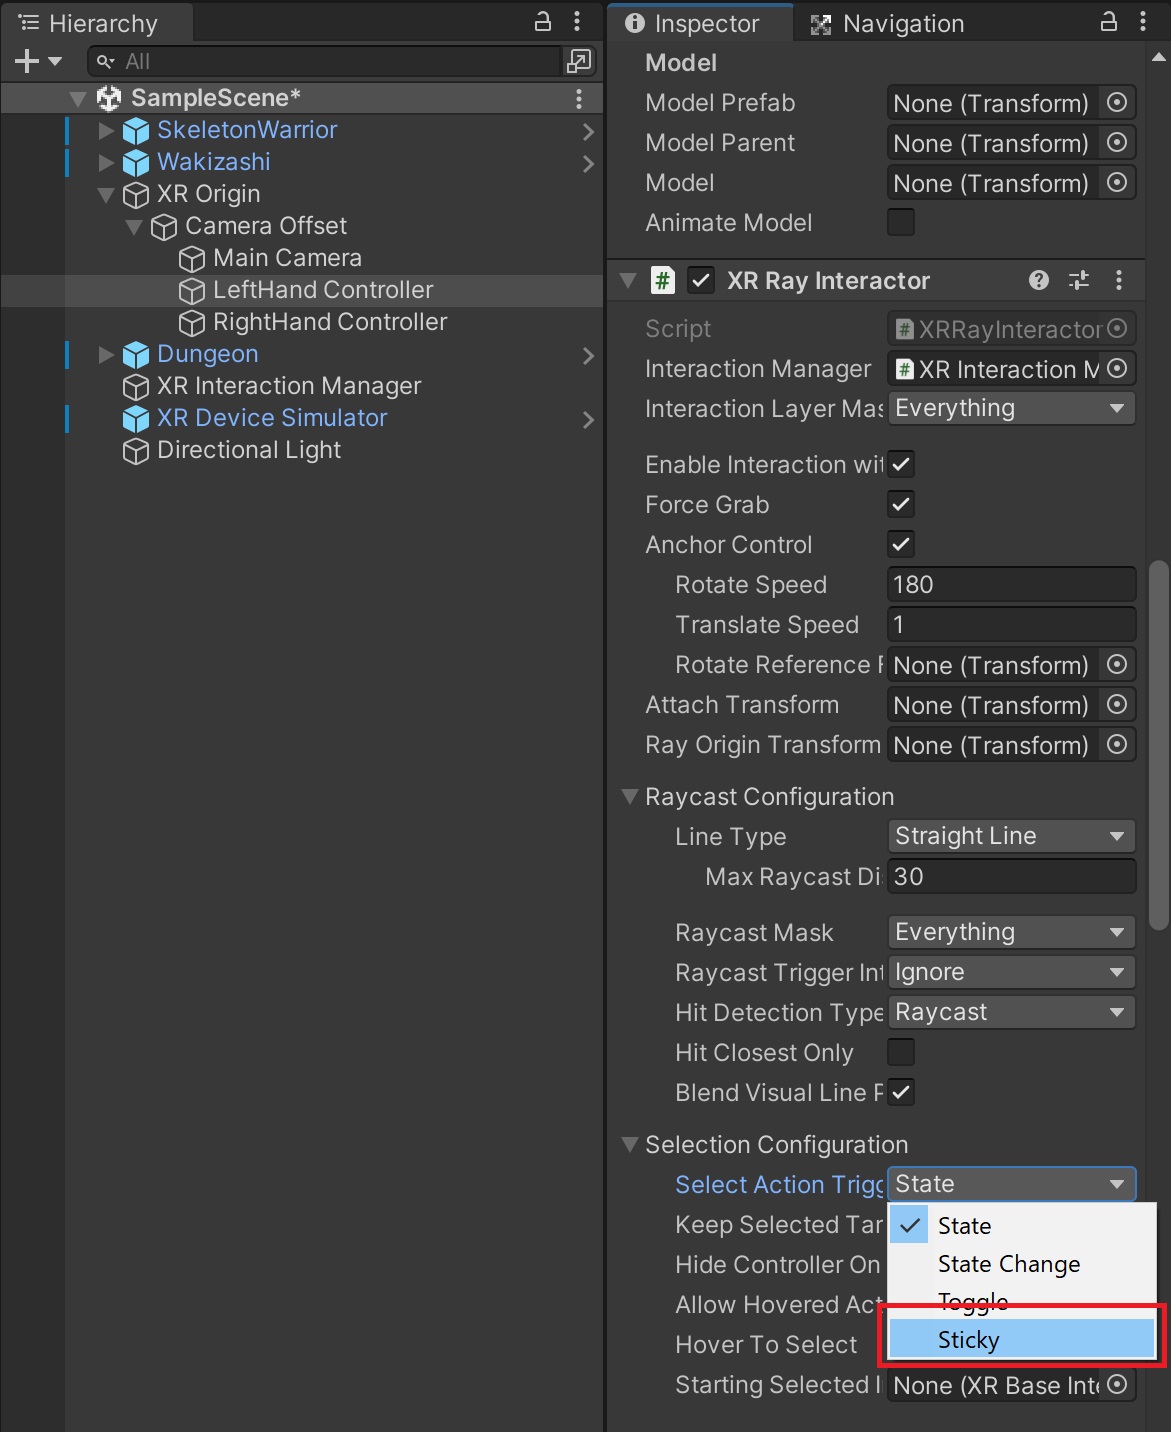 Hierarchy
All
SampleScene*
SkeletonWarrior
Wakizashi
XR Origin
Camera Offset
Main Camera
LeftHand Controller
RightHand Controller
Dungeon
XR Interaction Manager
XR Device Simulator
Directional Light
Inspector
Navigation
Model
Model Prefab None (Transform)
Model Parent None (Transform)
Model None (Transform)
Animate Model
# XR Ray Interactor
Script # XRRayInteractor
Interaction Manager # XR Interaction M
Interaction Layer Mas Everything
Enable Interaction wit
Force Grab
Anchor Control
Rotate Speed 180
Translate Speed 1
Rotate Reference F None (Transform)
Attach Transform None (Transform)
Ray Origin Transform None (Transform)
Raycast Configuration
Line Type Straight Line
Max Raycast Di 30
Raycast Mask Everything
Raycast Trigger Int Ignore
Hit Detection Type Raycast
Hit Closest Only
Blend Visual Line P
Selection Configuration
Select Action Trigg State
Keep Selected Tar State
Hide Controller On State Change
Allow Hovered Act Toggle
Hover To Select Sticky
Starting Selected I None (XR Base Inte